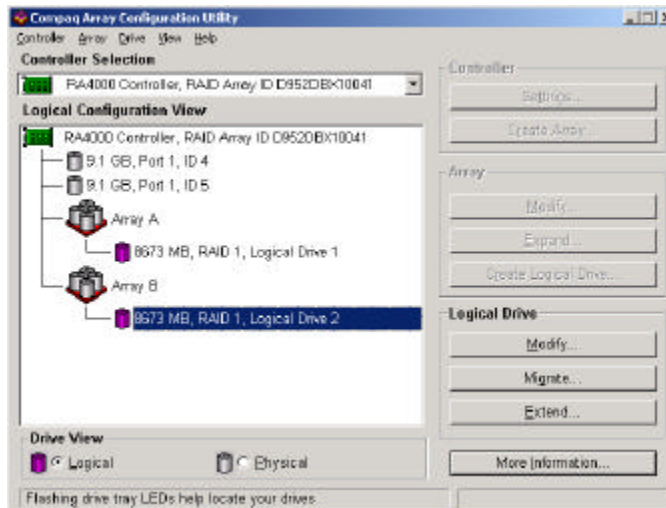 Compaq Array Configuration Utility
Controller Array Drive View Help
Controller Selection
RA4000 Controller, RAID Array ID D952DBX10041
Logical Configuration View
RA4000 Controller, RAID Array ID D952DBX10041
9.1 GB, Port 1, ID 4
9.1 GB, Port 1, ID 5
Array A
8673 MB, RAID 1, Logical Drive 1
Array B
8673 MB, RAID 1, Logical Drive 2
Drive View
Logical
Physical
Controller
Settings...
Create Array...
Array
Modify...
Expand...
Create Logical Drive...
Logical Drive
Modify...
Migrate...
Extend...
More Information...
Flashing drive tray LEDs help locate your drives